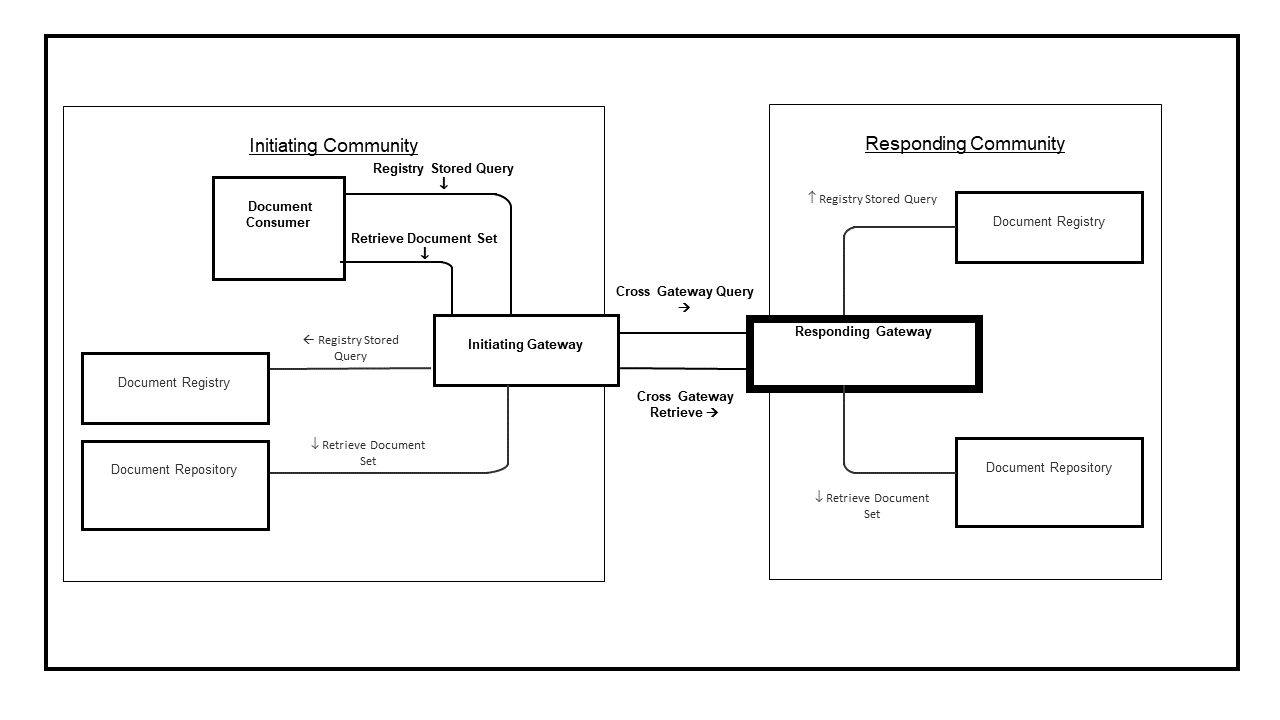 Initiating Community
Registry Stored Query
↓
Document
Consumer
Retrieve Document Set
↓
Initiating Gateway
← Registry Stored
Query
Document Registry
↓ Retrieve Document
Set
Document Repository
Cross Gateway Query
→
Cross Gateway
Retrieve →
Responding Community
↑ Registry Stored Query
Document Registry
Responding Gateway
Document Repository
↓ Retrieve Document
Set